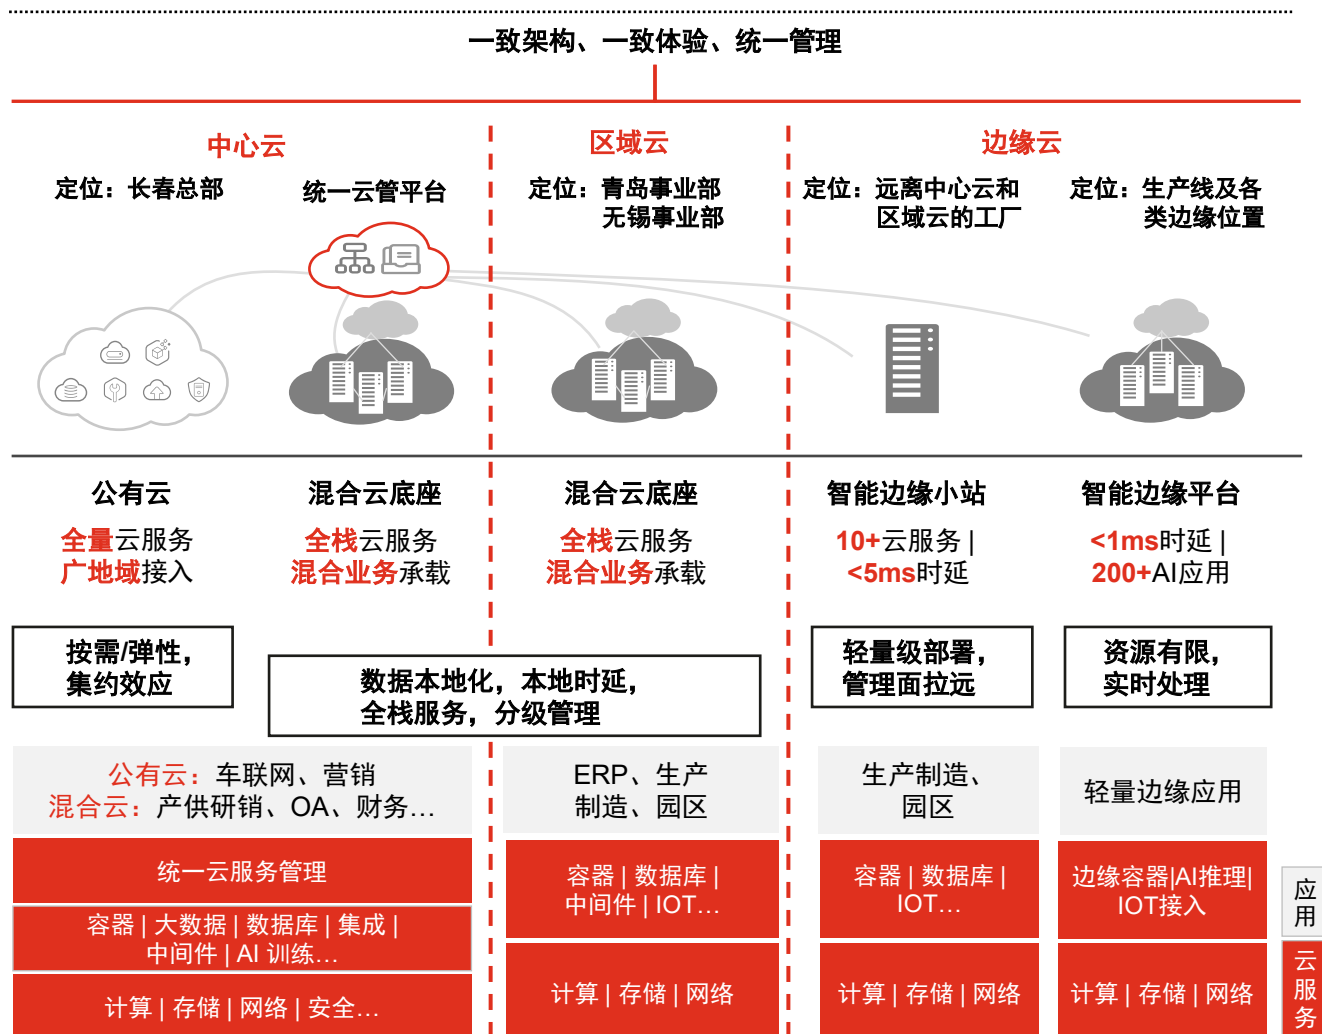 一致架构、一致体验、统一管理
中心云
区域云
边缘云
定位：长春总部
统一云管平台
定位：青岛事业部
无锡事业部
定位：远离中心云和
区域云的工厂
定位：生产线及各
类边缘位置
公有云
全量云服务
广地域接入
混合云底座
全栈云服务
混合业务承载
混合云底座
全栈云服务
混合业务承载
智能边缘小站
10+云服务 |
<5ms时延
智能边缘平台
<1ms时延 |
200+AI应用
按需/弹性，
集约效应
数据本地化，本地时延，
全栈服务，分级管理
轻量级部署，
管理面拉远
资源有限，
实时处理
公有云：车联网、营销
混合云：产供研销、OA、财务…
ERP、生产
制造、园区
生产制造、
园区
轻量边缘应用
统一云服务管理
容器 | 大数据 | 数据库 | 集成 |
中间件 | AI 训练…
计算 | 存储 | 网络 | 安全…
容器 | 数据库 |
中间件 | IOT…
计算 | 存储 | 网络
容器 | 数据库 |
IOT…
计算 | 存储 | 网络
边缘容器|AI推理|
IOT接入
计算 | 存储 | 网络
应
用
云
服
务